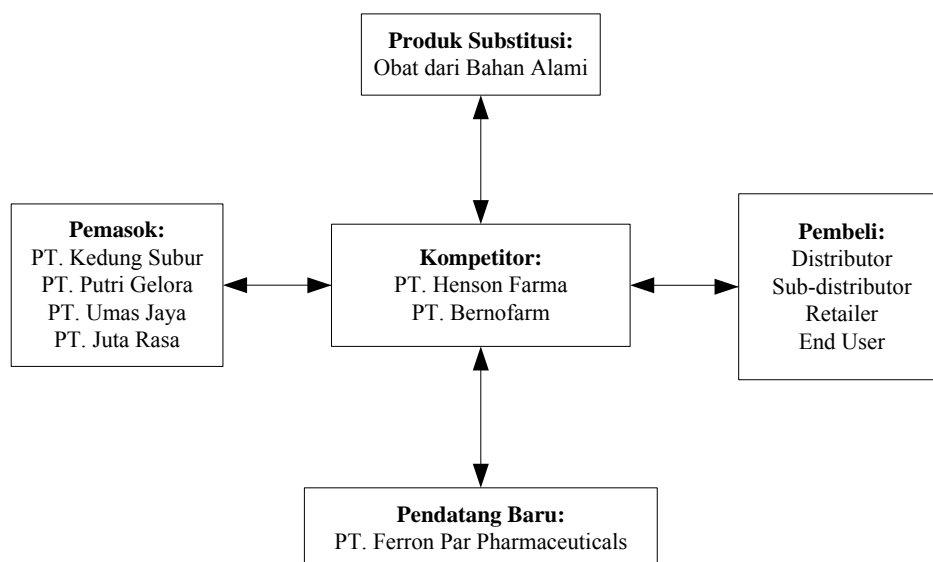 Produk Substitusi:
Obat dari Bahan Alami
Pemasok:
PT. Kedung Subur
PT. Putri Gelora
PT. Umas Jaya
PT. Juta Rasa
Kompetitor:
PT. Henson Farma
PT. Bernofarm
Pembeli:
Distributor
Sub-distributor
Retailer
End User
Pendatang Baru:
PT. Ferron Par Pharmaceuticals